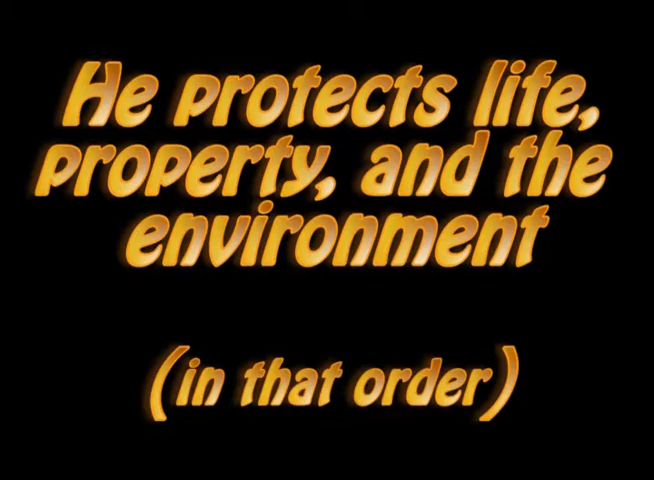 He protects life,
property, and the
environment
(in that order)